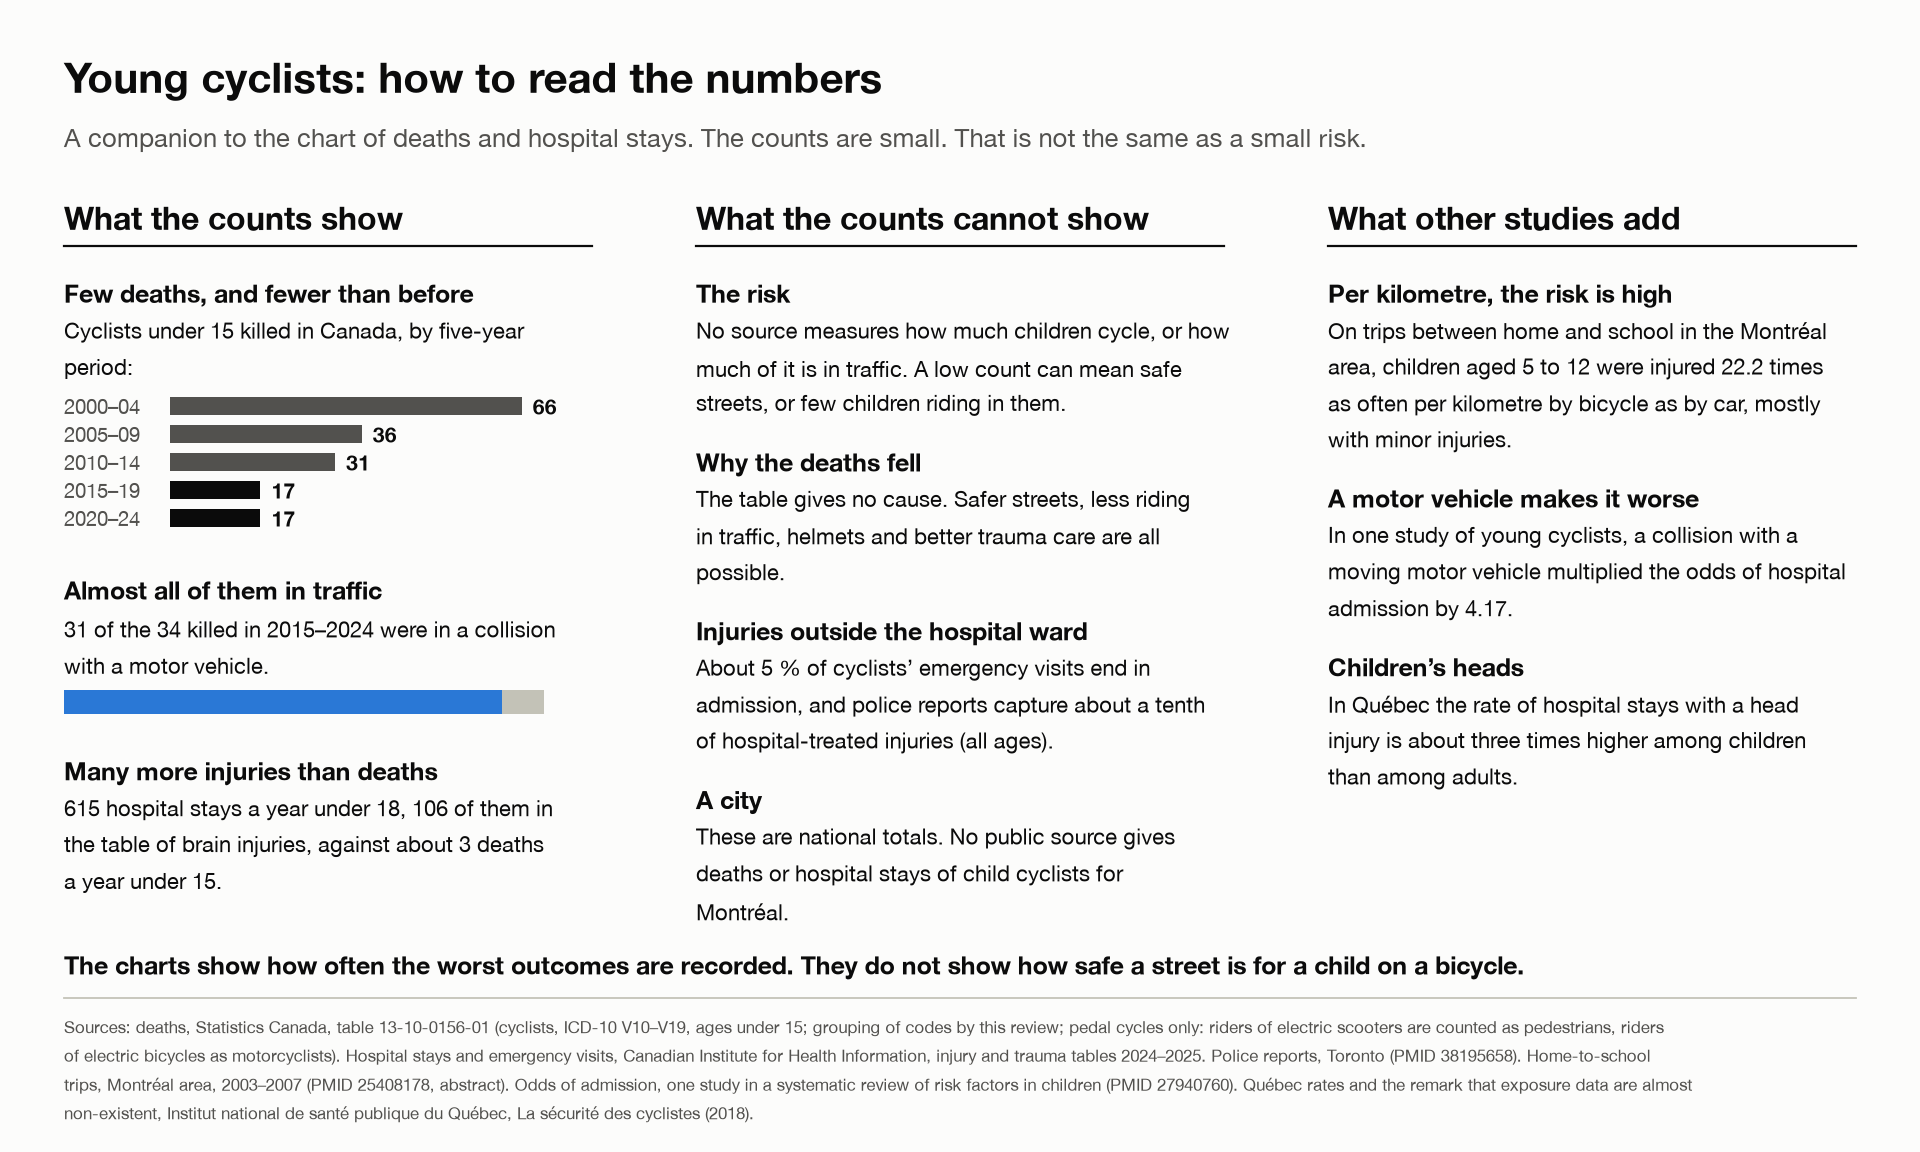 Young cyclists: how to read the numbers
A companion to the chart of deaths and hospital stays. The counts are small. That is not the same as a small risk.
What the counts show
Few deaths, and fewer than before
Cyclists under 15 killed in Canada, by five-year
period:
2000–04 66
2005–09 36
2010–14 31
2015–19 17
2020–24 17
Almost all of them in traffic
31 of the 34 killed in 2015–2024 were in a collision
with a motor vehicle.
Many more injuries than deaths
615 hospital stays a year under 18, 106 of them in
the table of brain injuries, against about 3 deaths
a year under 15.
What the counts cannot show
The risk
No source measures how much children cycle, or how
much of it is in traffic. A low count can mean safe
streets, or few children riding in them.
Why the deaths fell
The table gives no cause. Safer streets, less riding
in traffic, helmets and better trauma care are all
possible.
Injuries outside the hospital ward
About 5 % of cyclists’ emergency visits end in
admission, and police reports capture about a tenth
of hospital-treated injuries (all ages).
A city
These are national totals. No public source gives
deaths or hospital stays of child cyclists for
Montréal.
What other studies add
Per kilometre, the risk is high
On trips between home and school in the Montréal
area, children aged 5 to 12 were injured 22.2 times
as often per kilometre by bicycle as by car, mostly
with minor injuries.
A motor vehicle makes it worse
In one study of young cyclists, a collision with a
moving motor vehicle multiplied the odds of hospital
admission by 4.17.
Children’s heads
In Québec the rate of hospital stays with a head
injury is about three times higher among children
than among adults.
The charts show how often the worst outcomes are recorded. They do not show how safe a street is for a child on a bicycle.
Sources: deaths, Statistics Canada, table 13-10-0156-01 (cyclists, ICD-10 V10–V19, ages under 15; grouping of codes by this review; pedal cycles only: riders of electric scooters are counted as pedestrians, riders
of electric bicycles as motorcyclists). Hospital stays and emergency visits, Canadian Institute for Health Information, injury and trauma tables 2024–2025. Police reports, Toronto (PMID 38195658). Home-to-school
trips, Montréal area, 2003–2007 (PMID 25408178, abstract). Odds of admission, one study in a systematic review of risk factors in children (PMID 27940760). Québec rates and the remark that exposure data are almost
non-existent, Institut national de santé publique du Québec, La sécurité des cyclistes (2018).